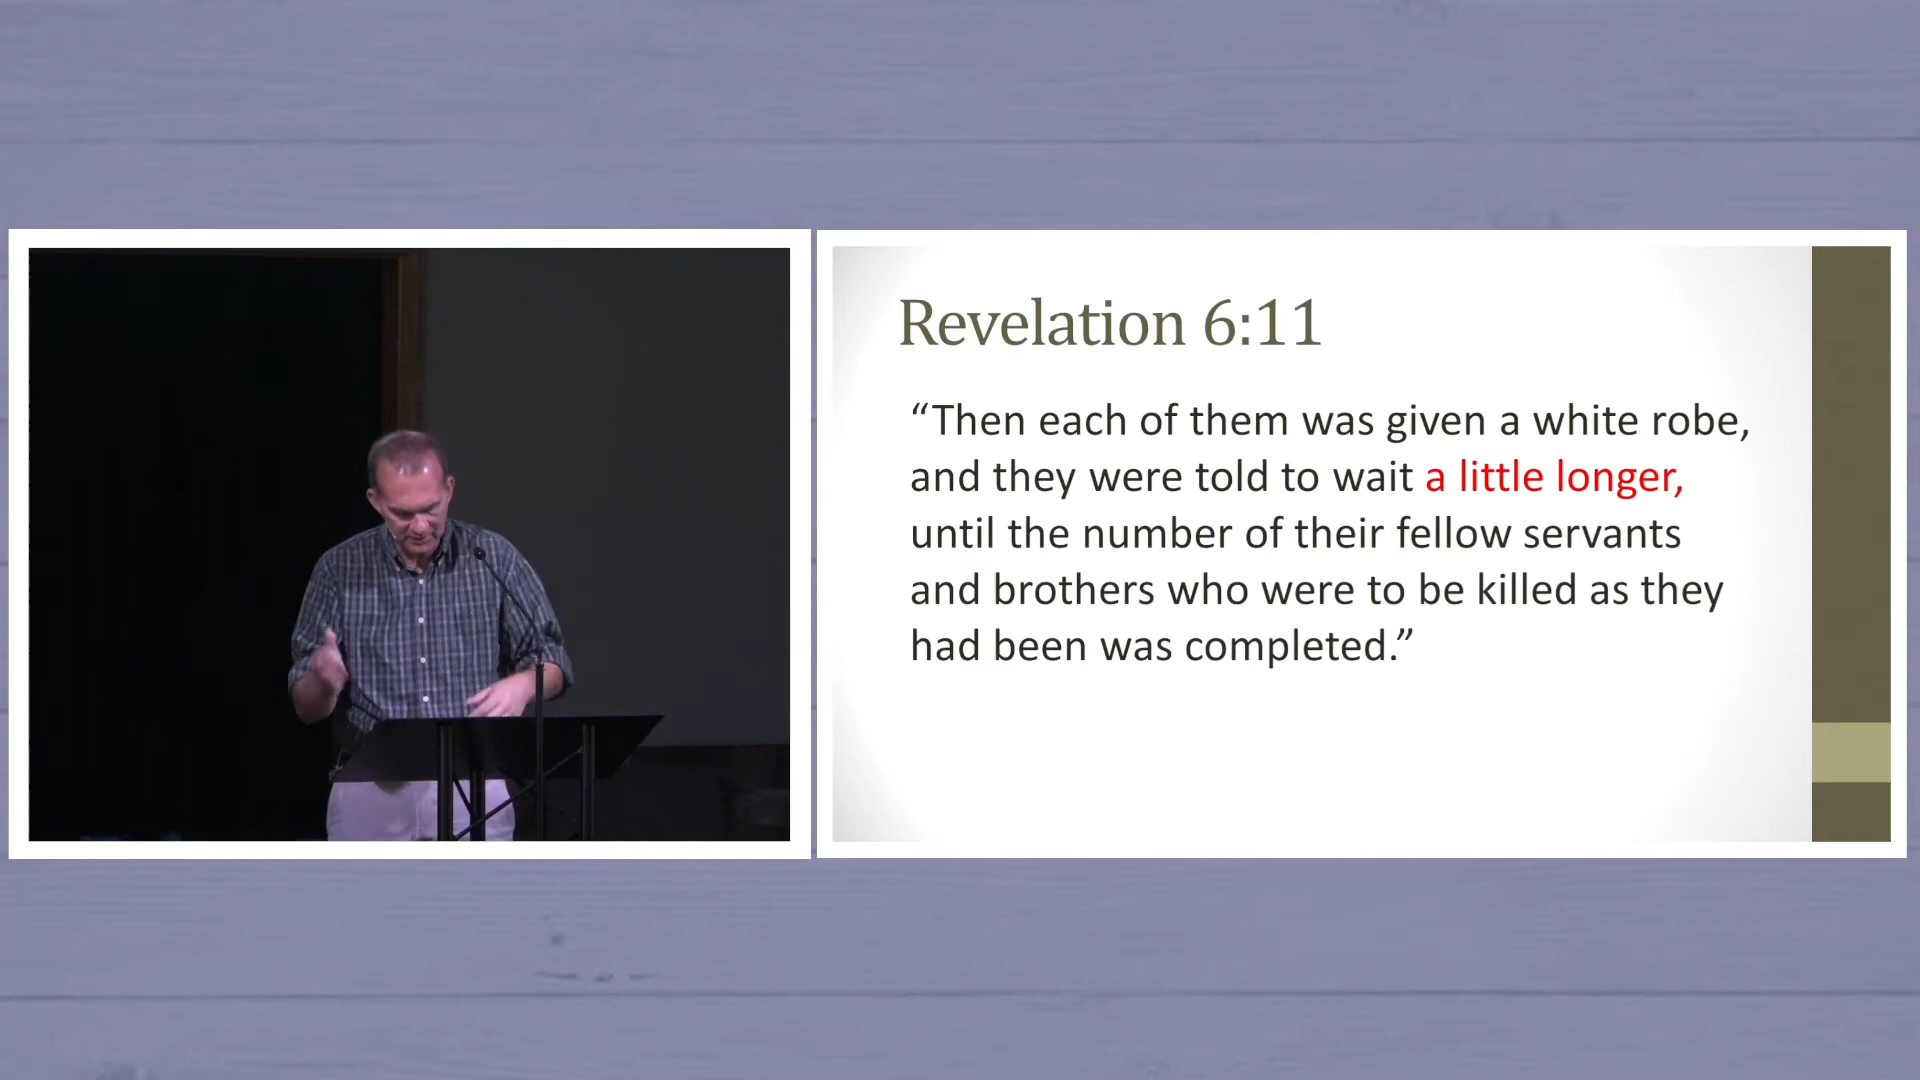 Revelation 6:11
“Then each of them was given a white robe,
and they were told to wait a little longer,
until the number of their fellow servants
and brothers who were to be killed as they
had been was completed.”